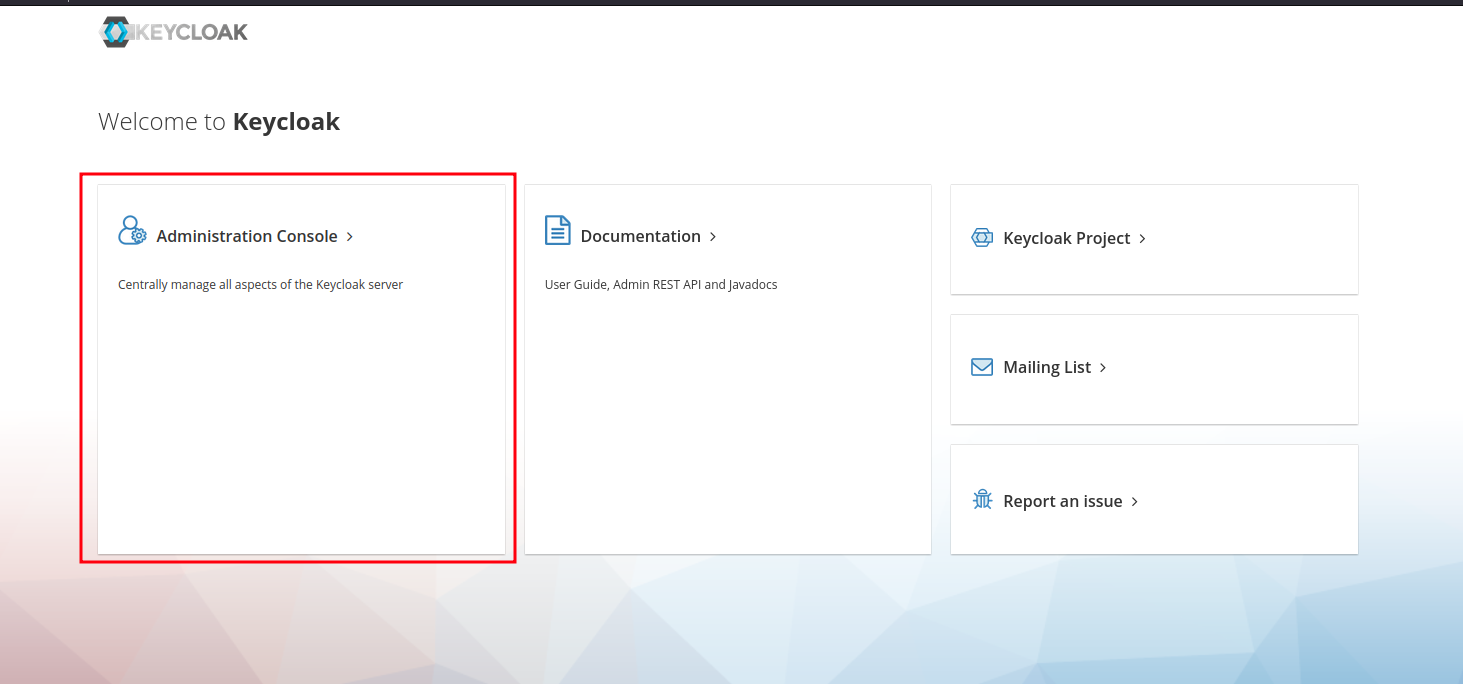 KEYCLOAK
Welcome to Keycloak
Administration Console
Centrally manage all aspects of the Keycloak server
Documentation
User Guide, Admin REST API and Javadocs
Keycloak Project
Mailing List
Report an issue